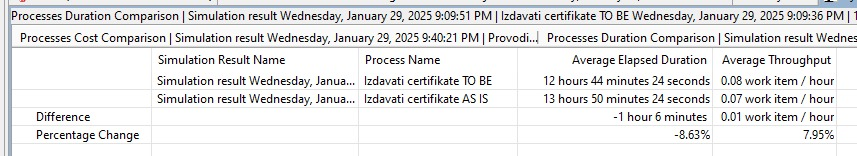 Processes Duration Comparison | Simulation result Wednesday, January 29, 2025 9:09:51 PM | Izdavati certifikate TO BE Wednesday, January 29, 2025 9:09:36 PM | 1
Processes Cost Comparison | Simulation result Wednesday, January 29, 2025 9:40:21 PM | Provodi... Processes Duration Comparison | Simulation result Wednes
Simulation Result Name Process Name Average Elapsed Duration Average Throughput
Simulation result Wednesday, Janua... Izdavati certifikate TO BE 12 hours 44 minutes 24 seconds 0.08 work item / hour
Simulation result Wednesday, Janua... Izdavati certifikate AS IS 13 hours 50 minutes 24 seconds 0.07 work item / hour
Difference -1 hour 6 minutes 0.01 work item / hour
Percentage Change -8.63% 7.95%